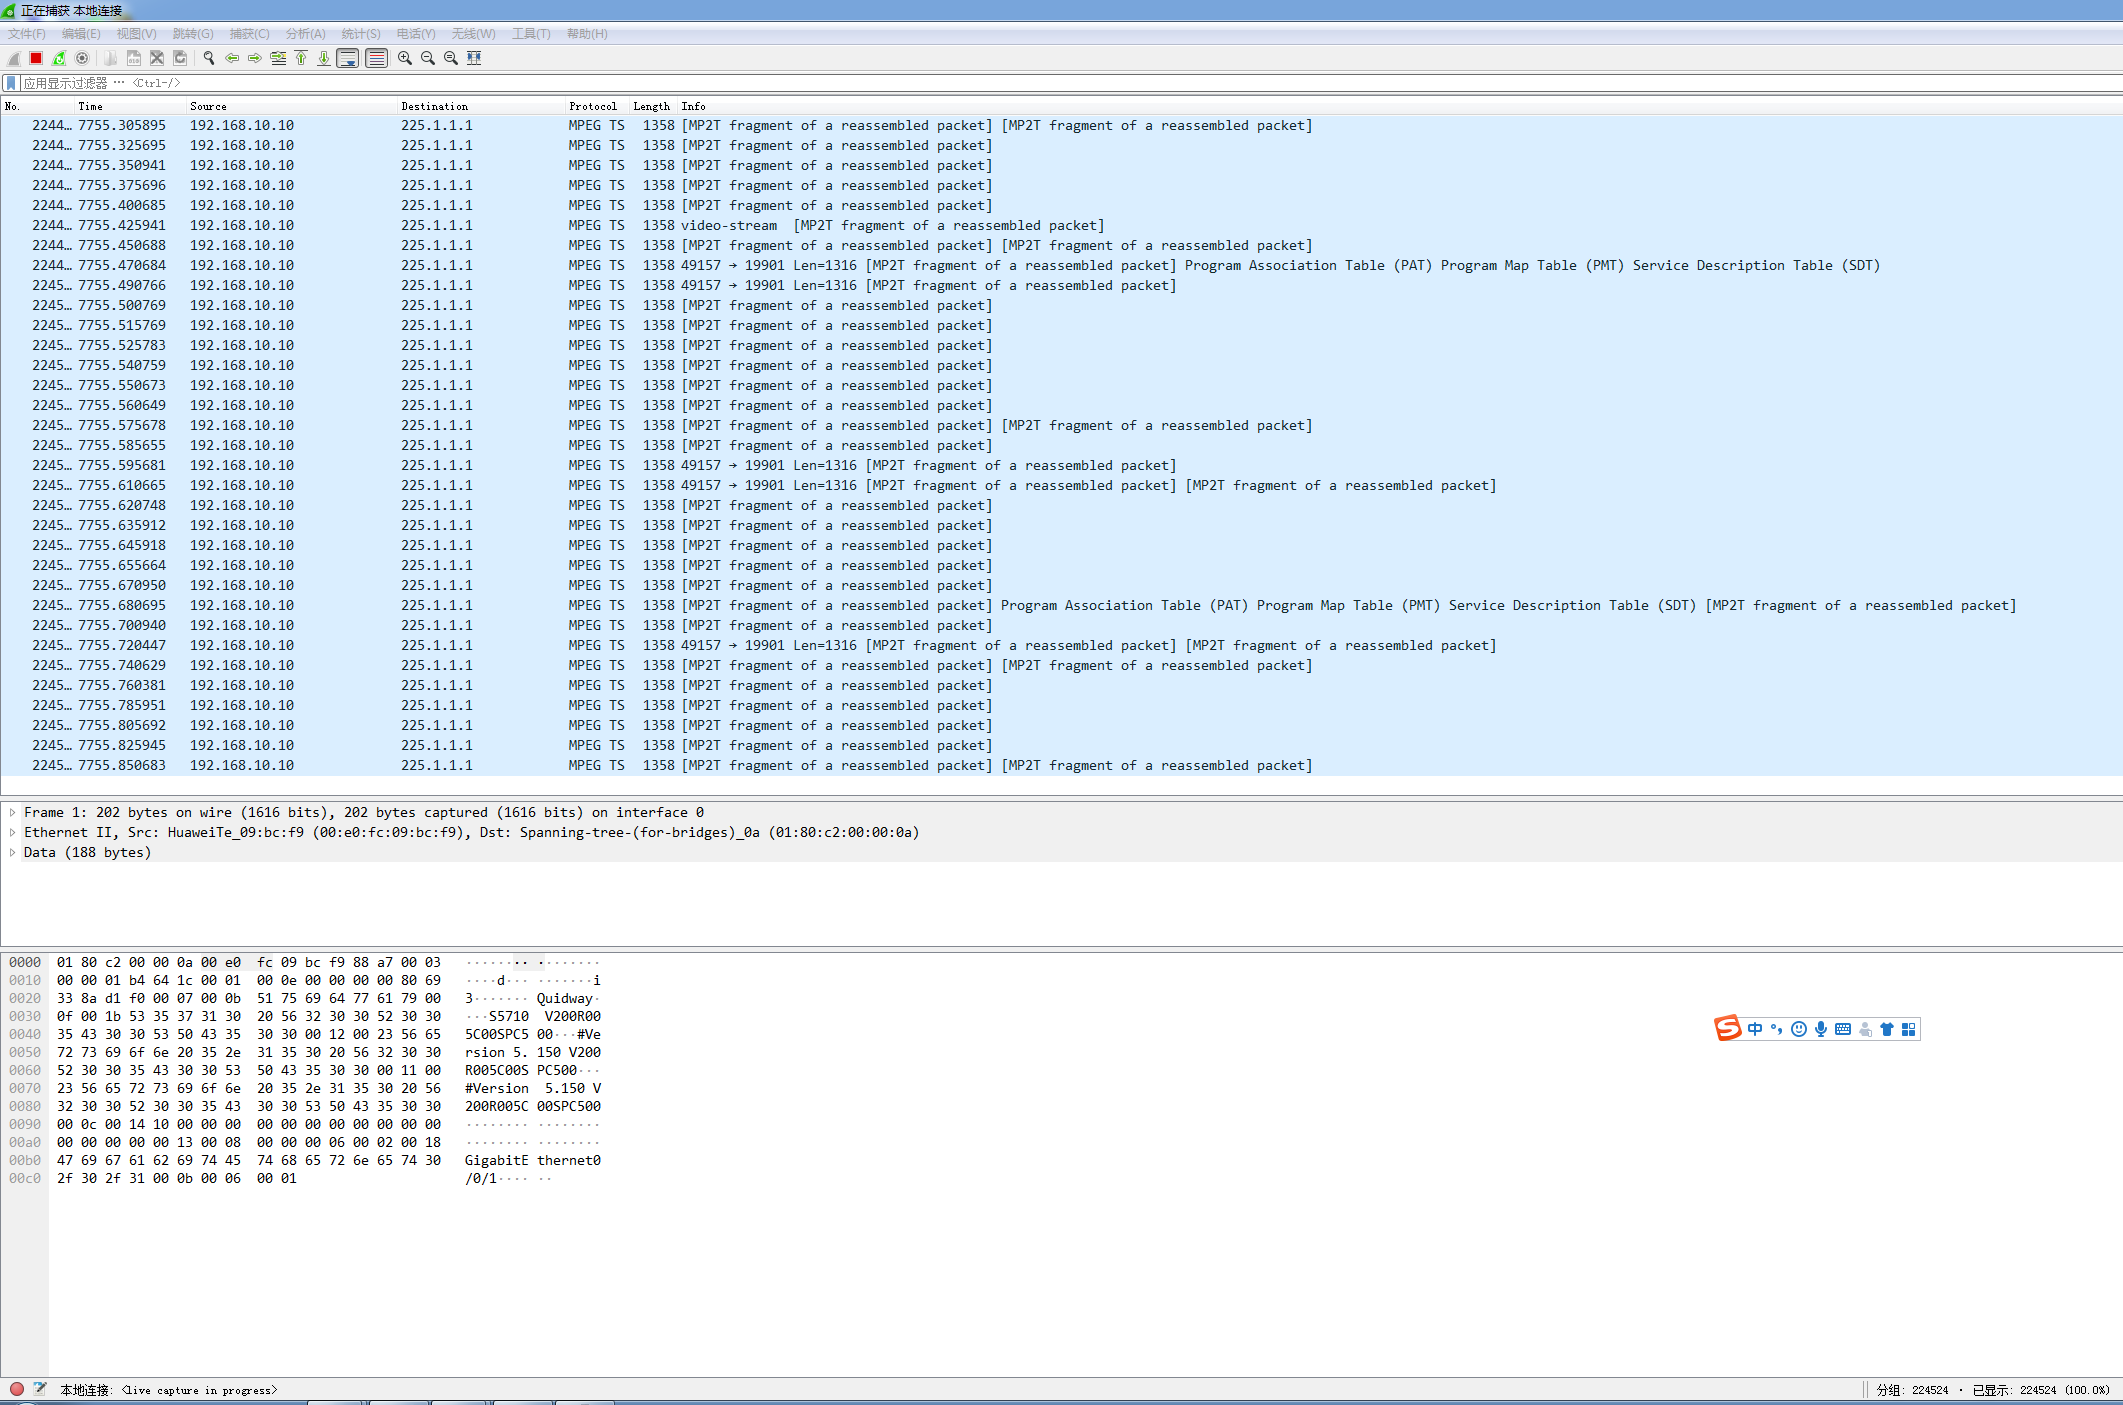 正在捕获 本地连接
文件(F) 编辑(E) 视图(V) 跳转(G) 捕获(C) 分析(A) 统计(S) 电话(Y) 无线(W) 工具(T) 帮助(H)
应用显示过滤器 … <Ctrl-/>
No. Time Source Destination Protocol Length Info
2244… 7755.305895 192.168.10.10 225.1.1.1 MPEG TS 1358 [MP2T fragment of a reassembled packet] [MP2T fragment of a reassembled packet]
2244… 7755.325695 192.168.10.10 225.1.1.1 MPEG TS 1358 [MP2T fragment of a reassembled packet]
2244… 7755.350941 192.168.10.10 225.1.1.1 MPEG TS 1358 [MP2T fragment of a reassembled packet]
2244… 7755.375696 192.168.10.10 225.1.1.1 MPEG TS 1358 [MP2T fragment of a reassembled packet]
2244… 7755.400685 192.168.10.10 225.1.1.1 MPEG TS 1358 [MP2T fragment of a reassembled packet]
2244… 7755.425941 192.168.10.10 225.1.1.1 MPEG TS 1358 video-stream [MP2T fragment of a reassembled packet]
2244… 7755.450688 192.168.10.10 225.1.1.1 MPEG TS 1358 [MP2T fragment of a reassembled packet] [MP2T fragment of a reassembled packet]
2244… 7755.470684 192.168.10.10 225.1.1.1 MPEG TS 1358 49157 → 19901 Len=1316 [MP2T fragment of a reassembled packet] Program Association Table (PAT) Program Map Table (PMT) Service Description Table (SDT)
2245… 7755.490766 192.168.10.10 225.1.1.1 MPEG TS 1358 49157 → 19901 Len=1316 [MP2T fragment of a reassembled packet]
2245… 7755.500769 192.168.10.10 225.1.1.1 MPEG TS 1358 [MP2T fragment of a reassembled packet]
2245… 7755.515769 192.168.10.10 225.1.1.1 MPEG TS 1358 [MP2T fragment of a reassembled packet]
2245… 7755.525783 192.168.10.10 225.1.1.1 MPEG TS 1358 [MP2T fragment of a reassembled packet]
2245… 7755.540759 192.168.10.10 225.1.1.1 MPEG TS 1358 [MP2T fragment of a reassembled packet]
2245… 7755.550673 192.168.10.10 225.1.1.1 MPEG TS 1358 [MP2T fragment of a reassembled packet]
2245… 7755.560649 192.168.10.10 225.1.1.1 MPEG TS 1358 [MP2T fragment of a reassembled packet]
2245… 7755.575678 192.168.10.10 225.1.1.1 MPEG TS 1358 [MP2T fragment of a reassembled packet] [MP2T fragment of a reassembled packet]
2245… 7755.585655 192.168.10.10 225.1.1.1 MPEG TS 1358 [MP2T fragment of a reassembled packet]
2245… 7755.595681 192.168.10.10 225.1.1.1 MPEG TS 1358 49157 → 19901 Len=1316 [MP2T fragment of a reassembled packet]
2245… 7755.610665 192.168.10.10 225.1.1.1 MPEG TS 1358 49157 → 19901 Len=1316 [MP2T fragment of a reassembled packet] [MP2T fragment of a reassembled packet]
2245… 7755.620748 192.168.10.10 225.1.1.1 MPEG TS 1358 [MP2T fragment of a reassembled packet]
2245… 7755.635912 192.168.10.10 225.1.1.1 MPEG TS 1358 [MP2T fragment of a reassembled packet]
2245… 7755.645918 192.168.10.10 225.1.1.1 MPEG TS 1358 [MP2T fragment of a reassembled packet]
2245… 7755.655664 192.168.10.10 225.1.1.1 MPEG TS 1358 [MP2T fragment of a reassembled packet]
2245… 7755.670950 192.168.10.10 225.1.1.1 MPEG TS 1358 [MP2T fragment of a reassembled packet]
2245… 7755.680695 192.168.10.10 225.1.1.1 MPEG TS 1358 [MP2T fragment of a reassembled packet] Program Association Table (PAT) Program Map Table (PMT) Service Description Table (SDT) [MP2T fragment of a reassembled packet]
2245… 7755.700940 192.168.10.10 225.1.1.1 MPEG TS 1358 [MP2T fragment of a reassembled packet]
2245… 7755.720447 192.168.10.10 225.1.1.1 MPEG TS 1358 49157 → 19901 Len=1316 [MP2T fragment of a reassembled packet] [MP2T fragment of a reassembled packet]
2245… 7755.740629 192.168.10.10 225.1.1.1 MPEG TS 1358 [MP2T fragment of a reassembled packet] [MP2T fragment of a reassembled packet]
2245… 7755.760381 192.168.10.10 225.1.1.1 MPEG TS 1358 [MP2T fragment of a reassembled packet]
2245… 7755.785951 192.168.10.10 225.1.1.1 MPEG TS 1358 [MP2T fragment of a reassembled packet]
2245… 7755.805692 192.168.10.10 225.1.1.1 MPEG TS 1358 [MP2T fragment of a reassembled packet]
2245… 7755.825945 192.168.10.10 225.1.1.1 MPEG TS 1358 [MP2T fragment of a reassembled packet]
2245… 7755.850683 192.168.10.10 225.1.1.1 MPEG TS 1358 [MP2T fragment of a reassembled packet] [MP2T fragment of a reassembled packet]
Frame 1: 202 bytes on wire (1616 bits), 202 bytes captured (1616 bits) on interface 0
Ethernet II, Src: HuaweiTe_09:bc:f9 (00:e0:fc:09:bc:f9), Dst: Spanning-tree-(for-bridges)_0a (01:80:c2:00:00:0a)
Data (188 bytes)
0000 01 80 c2 00 00 0a 00 e0 fc 09 bc f9 88 a7 00 03 ········ ········
0010 00 00 01 b4 64 1c 00 01 00 0e 00 00 00 00 80 69 ····d··· ·······i
0020 33 8a d1 f0 00 07 00 0b 51 75 69 64 77 61 79 00 3······· Quidway·
0030 0f 00 1b 53 35 37 31 30 20 56 32 30 30 52 30 30 ···S5710 V200R00
0040 35 43 30 30 53 50 43 35 30 30 00 12 00 23 56 65 5C00SPC5 00···#Ve
0050 72 73 69 6f 6e 20 35 2e 31 35 30 20 56 32 30 30 rsion 5. 150 V200
0060 52 30 30 35 43 30 30 53 50 43 35 30 30 00 11 00 R005C00S PC500···
0070 23 56 65 72 73 69 6f 6e 20 35 2e 31 35 30 20 56 #Version 5.150 V
0080 32 30 30 52 30 30 35 43 30 30 53 50 43 35 30 30 200R005C 00SPC500
0090 00 0c 00 14 10 00 00 00 00 00 00 00 00 00 00 00 ········ ········
00a0 00 00 00 00 00 13 00 08 00 00 00 06 00 02 00 18 ········ ········
00b0 47 69 67 61 62 69 74 45 74 68 65 72 6e 65 74 30 GigabitE thernet0
00c0 2f 30 2f 31 00 0b 00 06 00 01 /0/1···· ··
S 中
本地连接: <live capture in progress> 分组: 224524 · 已显示: 224524 (100.0%)